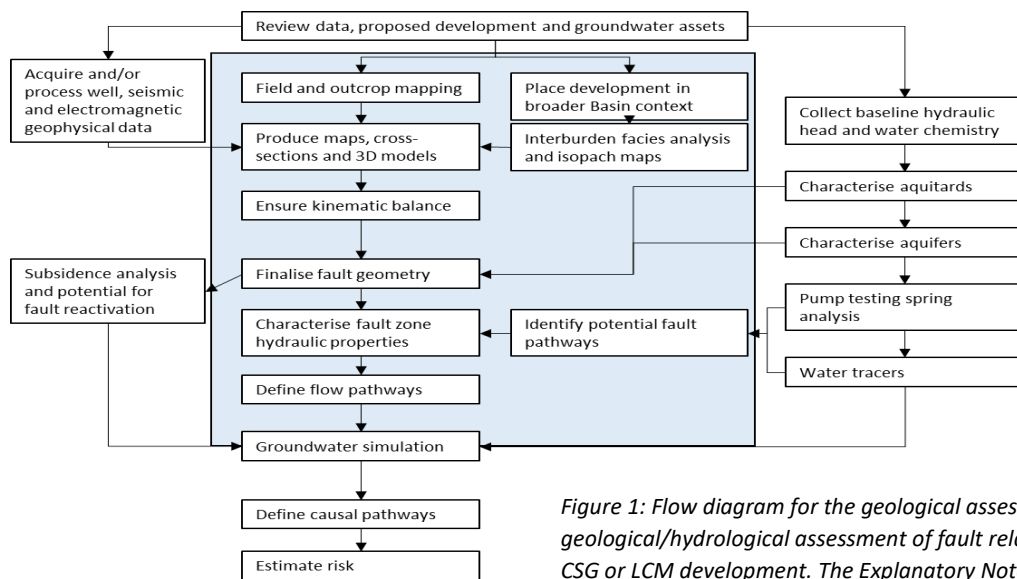 Review data, proposed development and groundwater assets
Acquire and/or
process well, seismic
and electromagnetic
geophysical data
Field and outcrop mapping
Place development in
broader Basin context
Collect baseline hydraulic
head and water chemistry
Produce maps, cross-
sections and 3D models
Interburden facies analysis
and isopach maps
Characterise aquitards
Ensure kinematic balance
Characterise aquifers
Subsidence analysis
and potential for
fault reactivation
Finalise fault geometry
Pump testing spring
analysis
Characterise fault zone
hydraulic properties
Identify potential fault
pathways
Water tracers
Define flow pathways
Groundwater simulation
Define causal pathways
Estimate risk
Figure 1: Flow diagram for the geological asses
geological/hydrological assessment of fault rela
CSG or LCM development. The Explanatory Not